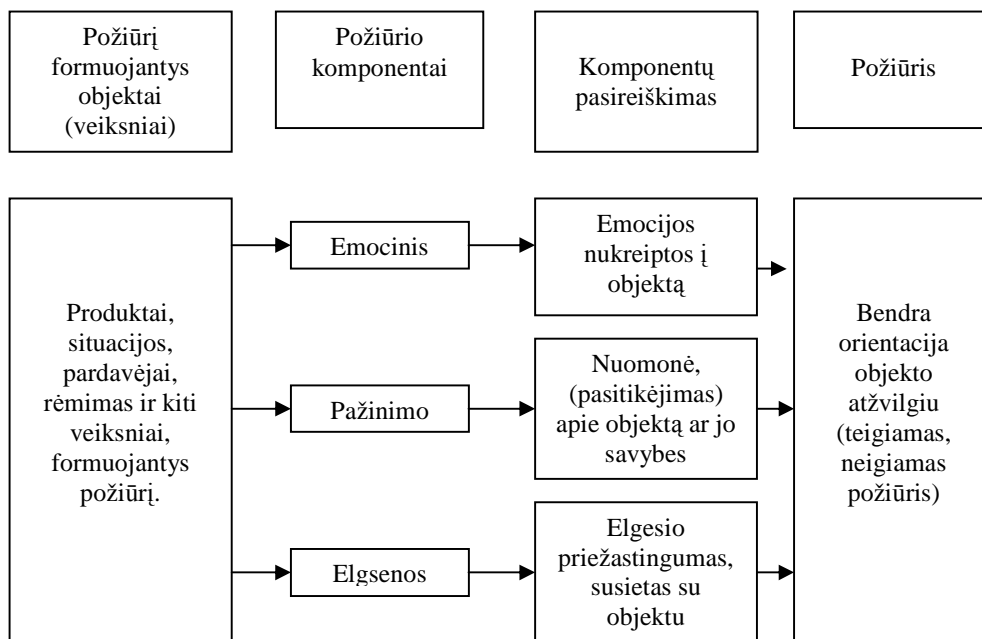 Požiūrį
formuojantys
objektai
(veiksniai)
Požiūrio
komponentai
Komponentų
pasireiškimas
Požiūris
Produktai,
situacijos,
pardavėjai,
rėmimas ir kiti
veiksniai,
formuojantys
požiūrį.
Emocinis
Pažinimo
Elgsenos
Emocijos
nukreiptos į
objektą
Nuomonė,
(pasitikėjimas)
apie objektą ar jo
savybes
Elgesio
priežastingumas,
susietas su
objektu
Bendra
orientacija
objekto
atžvilgiu
(teigiamas,
neigiamas
požiūris)